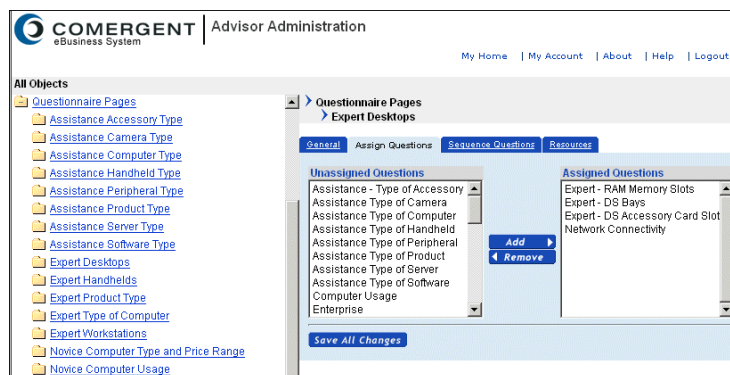 COMERGENT
eBusiness System
Advisor Administration
My Home | My Account | About | Help | Logout
All Objects
Questionnaire Pages
Assistance Accessory Type
Assistance Camera Type
Assistance Computer Type
Assistance Handheld Type
Assistance Peripheral Type
Assistance Product Type
Assistance Server Type
Assistance Software Type
Expert Desktops
Expert Handhelds
Expert Product Type
Expert Type of Computer
Expert Workstations
Novice Computer Type and Price Range
Novice Computer Usage
Questionnaire Pages
Expert Desktops
General
Assign Questions
Sequence Questions
Resources
Unassigned Questions
Assistance - Type of Accessory
Assistance Type of Camera
Assistance Type of Computer
Assistance Type of Handheld
Assistance Type of Peripheral
Assistance Type of Product
Assistance Type of Server
Assistance Type of Software
Computer Usage
Enterprise
Add
Remove
Assigned Questions
Expert - RAM Memory Slots
Expert - DS Bays
Expert - DS Accessory Card Slot
Network Connectivity
Save All Changes